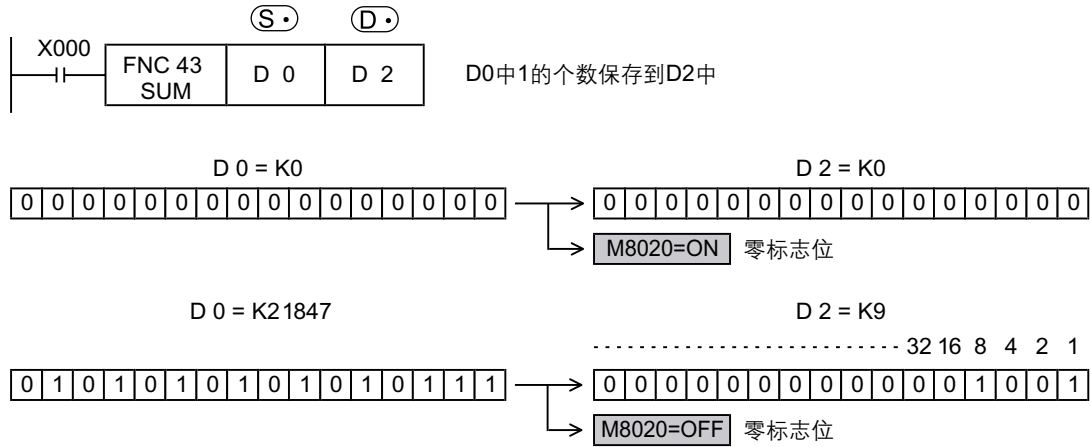 S· D·
X000
FNC 43 SUM D 0 D 2 D0中1的个数保存到D2中
D 0 = K0 D 2 = K0
0 0 0 0 0 0 0 0 0 0 0 0 0 0 0 0 0 0 0 0 0 0 0 0 0 0 0 0 0 0 0 0
M8020=ON 零标志位
D 0 = K21847 D 2 = K9
32 16 8 4 2 1
0 1 0 1 0 1 0 1 0 1 0 1 0 1 1 1 0 0 0 0 0 0 0 0 0 0 0 0 1 0 0 1
M8020=OFF 零标志位